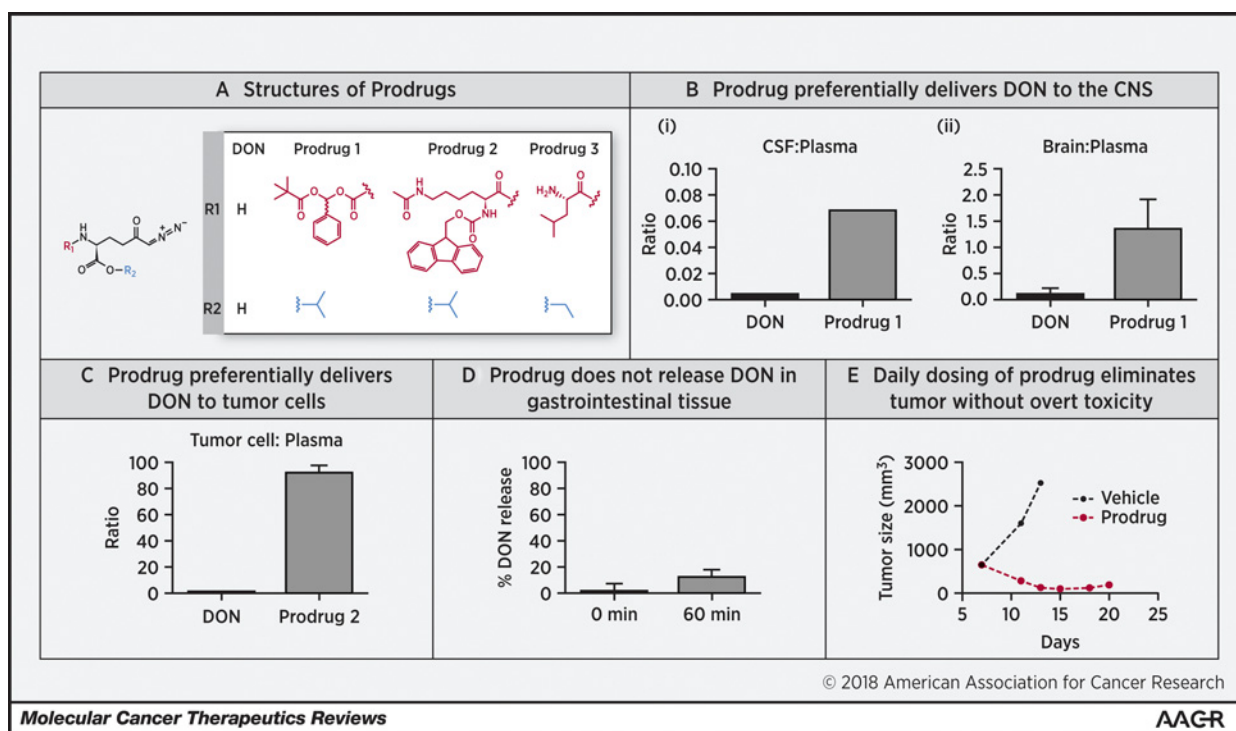 A Structures of Prodrugs
DON Prodrug 1 Prodrug 2 Prodrug 3
R1 H
R2 H
H
N
R1
O
N+
N−
O
O
R2
O
O
O
O
H
N
O
O
O
NH
O
H2N
O
B Prodrug preferentially delivers DON to the CNS
(i)
CSF:Plasma
Ratio
0.10
0.08
0.06
0.04
0.02
0.00
DON Prodrug 1
(ii)
Brain:Plasma
Ratio
2.5
2.0
1.5
1.0
0.5
0.0
DON Prodrug 1
C Prodrug preferentially delivers
DON to tumor cells
Tumor cell: Plasma
Ratio
100
80
60
40
20
0
DON Prodrug 2
D Prodrug does not release DON in
gastrointestinal tissue
% DON release
100
80
60
40
20
0
0 min 60 min
E Daily dosing of prodrug eliminates
tumor without overt toxicity
Tumor size (mm3)
3000
2000
1000
0
5 10 15 20 25
Days
Vehicle
Prodrug
© 2018 American Association for Cancer Research
Molecular Cancer Therapeutics Reviews
AACR